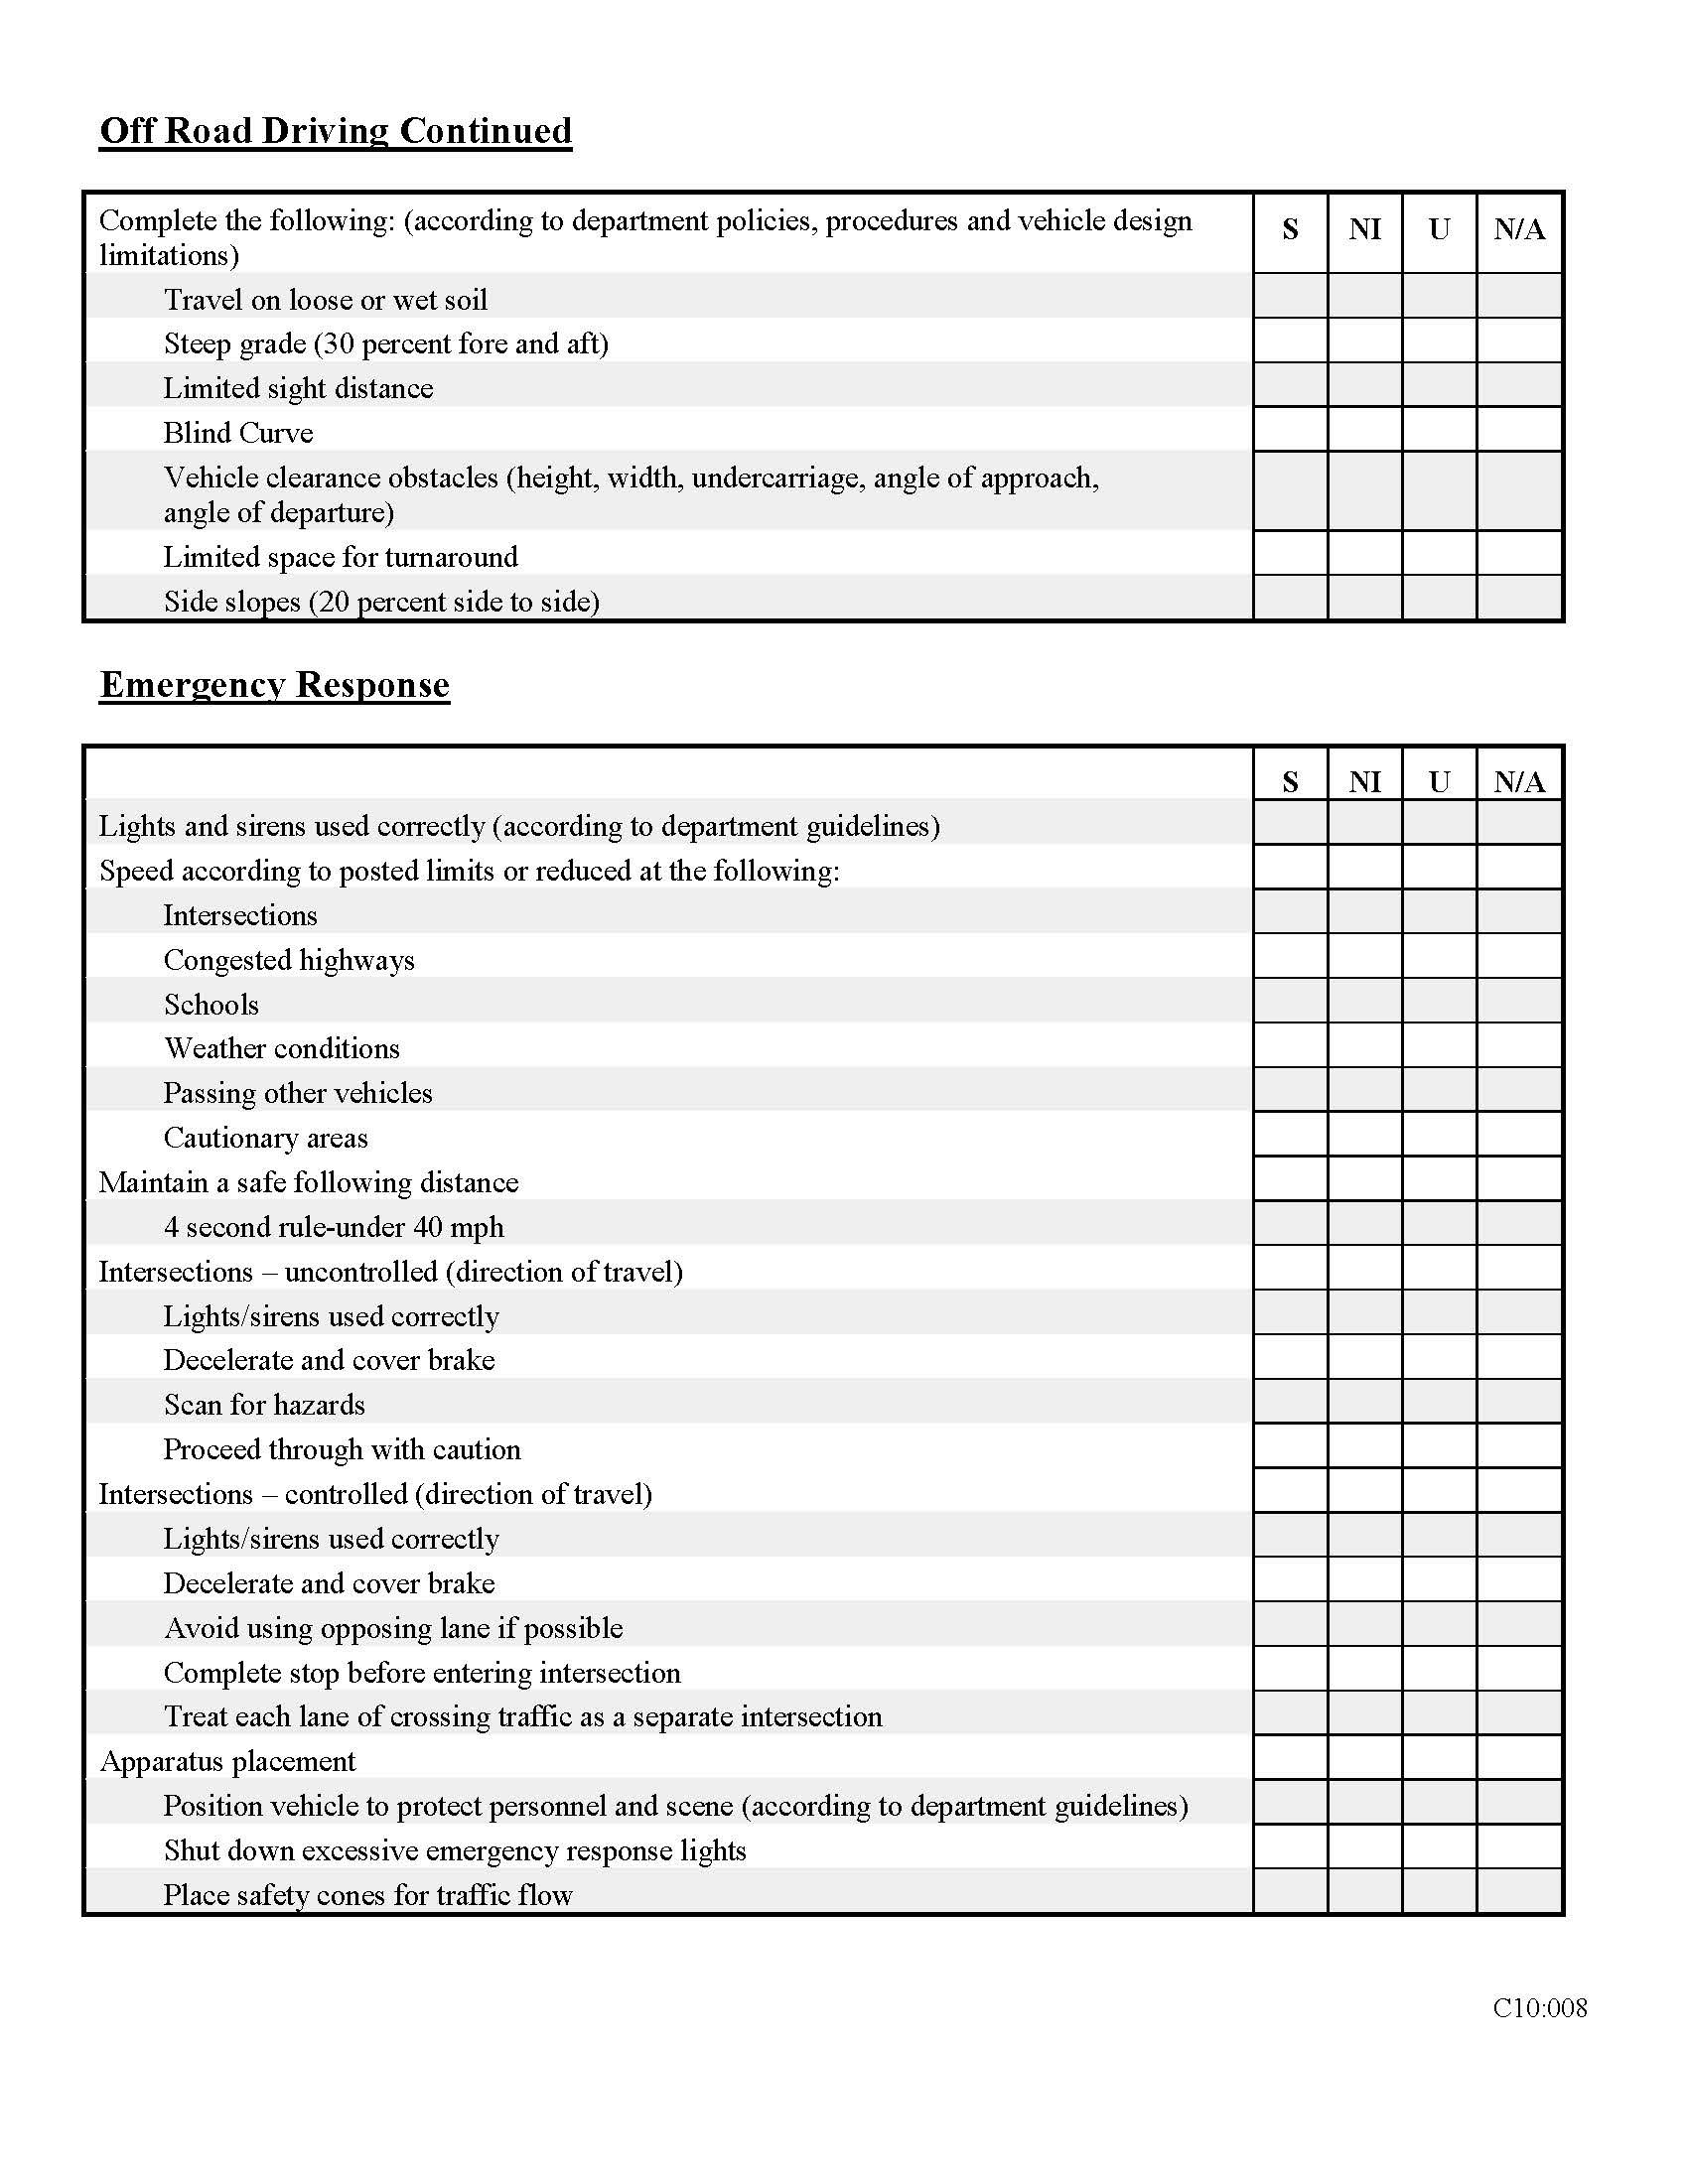 Off Road Driving Continued
Complete the following: (according to department policies, procedures and vehicle design
limitations)
S NI U N/A
Travel on loose or wet soil
Steep grade (30 percent fore and aft)
Limited sight distance
Blind Curve
Vehicle clearance obstacles (height, width, undercarriage, angle of approach,
angle of departure)
Limited space for turnaround
Side slopes (20 percent side to side)
Emergency Response
S NI U N/A
Lights and sirens used correctly (according to department guidelines)
Speed according to posted limits or reduced at the following:
Intersections
Congested highways
Schools
Weather conditions
Passing other vehicles
Cautionary areas
Maintain a safe following distance
4 second rule-under 40 mph
Intersections – uncontrolled (direction of travel)
Lights/sirens used correctly
Decelerate and cover brake
Scan for hazards
Proceed through with caution
Intersections – controlled (direction of travel)
Lights/sirens used correctly
Decelerate and cover brake
Avoid using opposing lane if possible
Complete stop before entering intersection
Treat each lane of crossing traffic as a separate intersection
Apparatus placement
Position vehicle to protect personnel and scene (according to department guidelines)
Shut down excessive emergency response lights
Place safety cones for traffic flow
C10:008